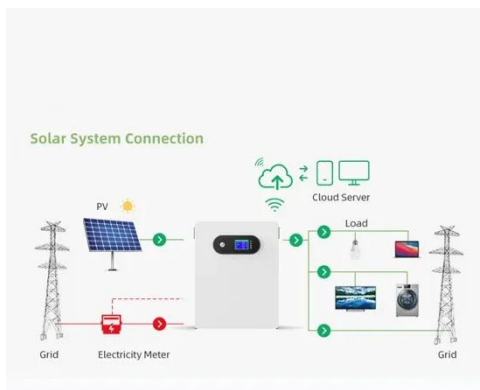 Solar System Connection
Cloud Server
PV
Load
Grid
Electricity Meter
Grid